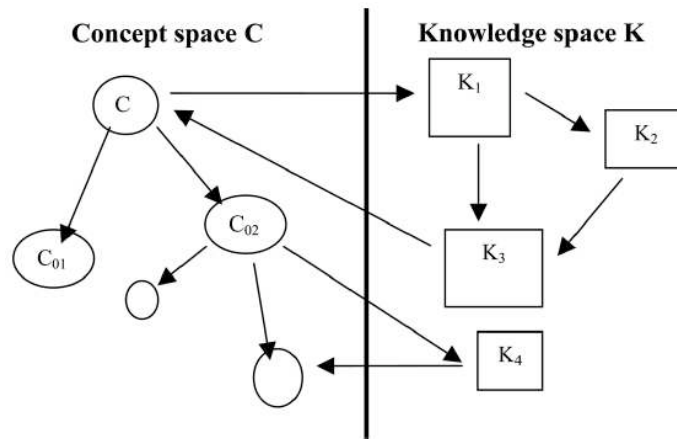 Concept space C
Knowledge space K
C
K₁
K₂
C₀₁
C₀₂
K₃
K₄